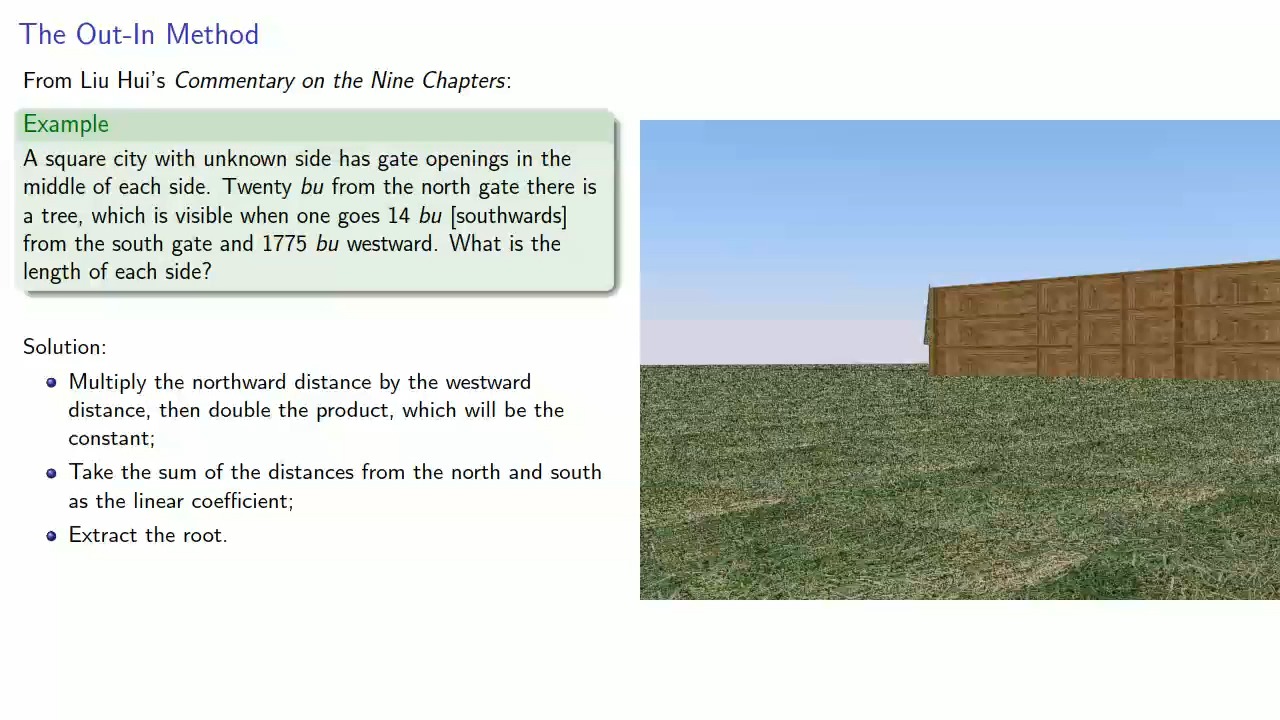 The Out-In Method
From Liu Hui's Commentary on the Nine Chapters:
Example
A square city with unknown side has gate openings in the
middle of each side. Twenty bu from the north gate there is
a tree, which is visible when one goes 14 bu [southwards]
from the south gate and 1775 bu westward. What is the
length of each side?
Solution:
Multiply the northward distance by the westward
distance, then double the product, which will be the
constant;
Take the sum of the distances from the north and south
as the linear coefficient;
Extract the root.